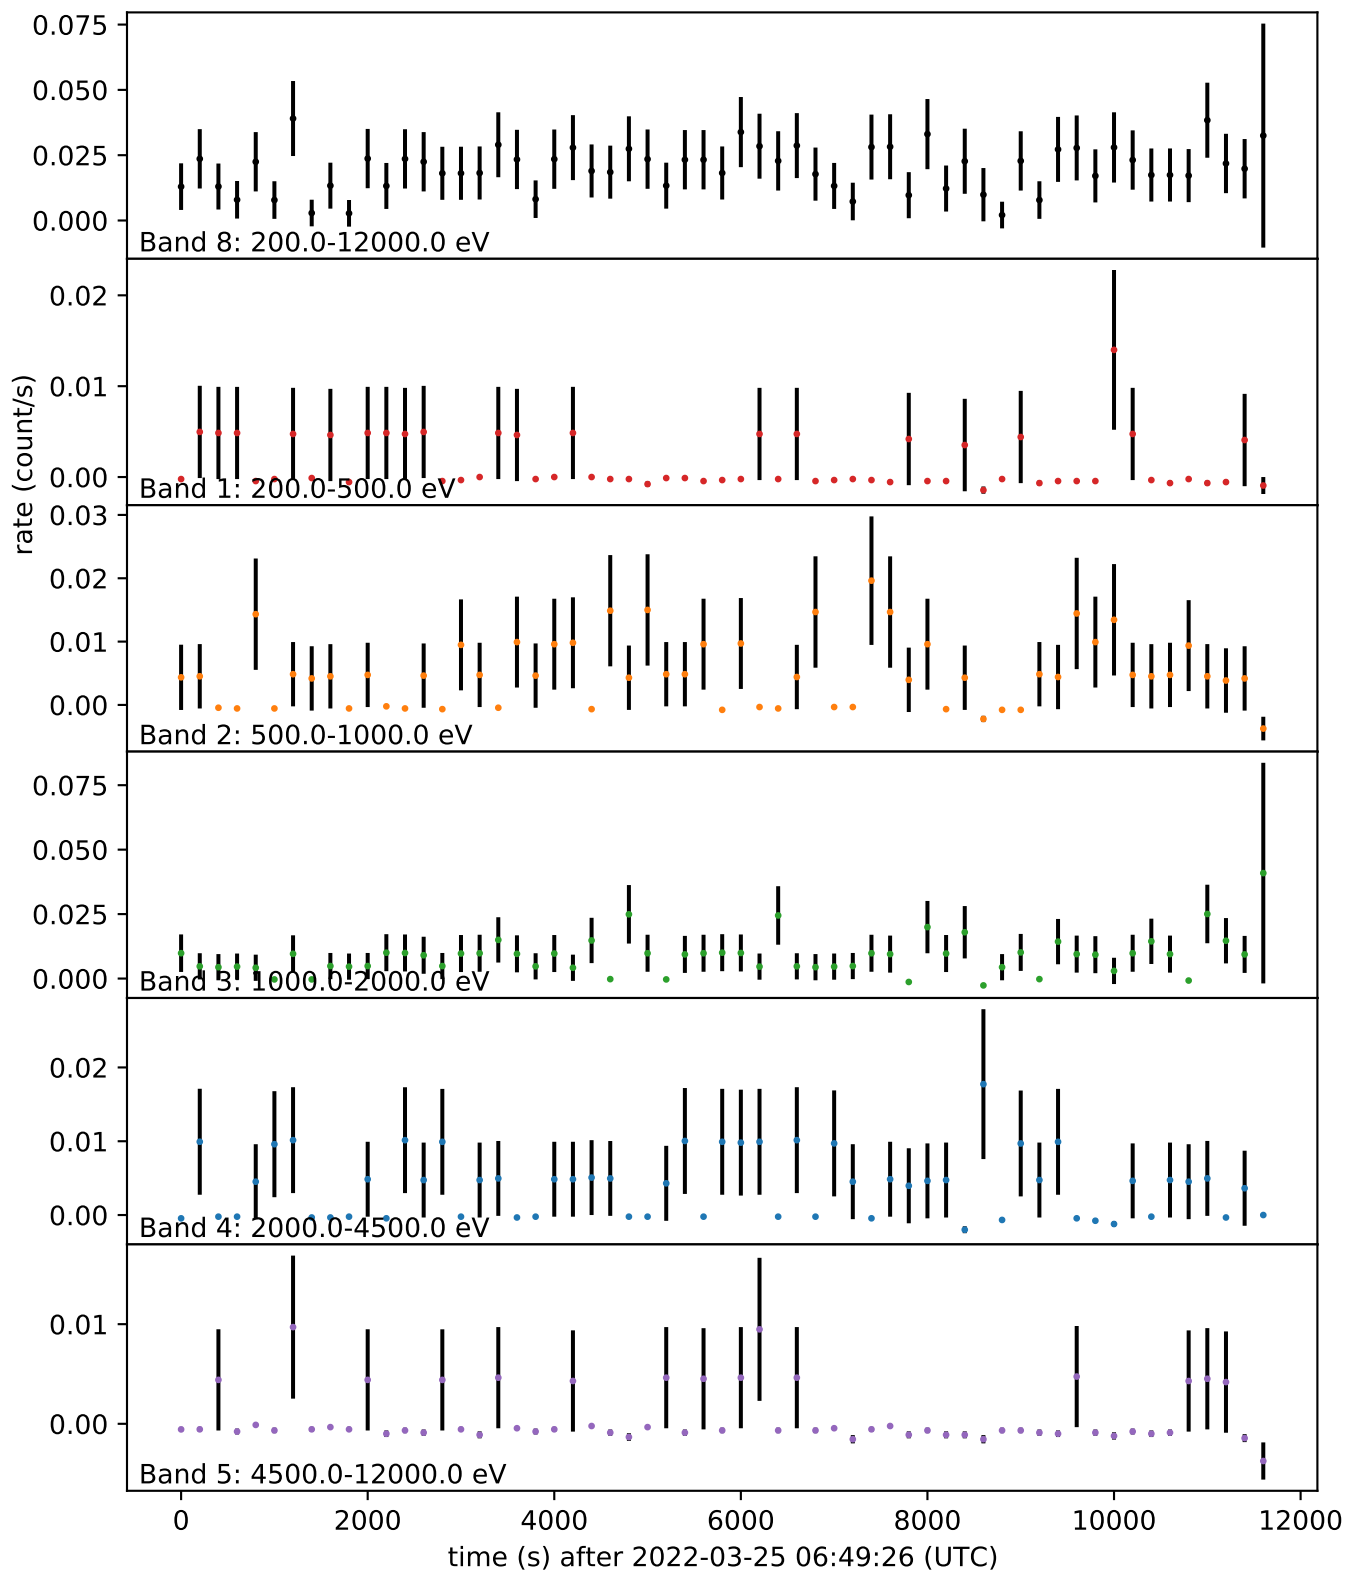 0.075
0.050
0.025
0.000
Band 8: 200.0-12000.0 eV
0.02
0.01
0.00
Band 1: 200.0-500.0 eV
rate (count/s)
0.03
0.02
0.01
0.00
Band 2: 500.0-1000.0 eV
0.075
0.050
0.025
0.000
Band 3: 1000.0-2000.0 eV
0.02
0.01
0.00
Band 4: 2000.0-4500.0 eV
0.01
0.00
Band 5: 4500.0-12000.0 eV
0 2000 4000 6000 8000 10000 12000
time (s) after 2022-03-25 06:49:26 (UTC)